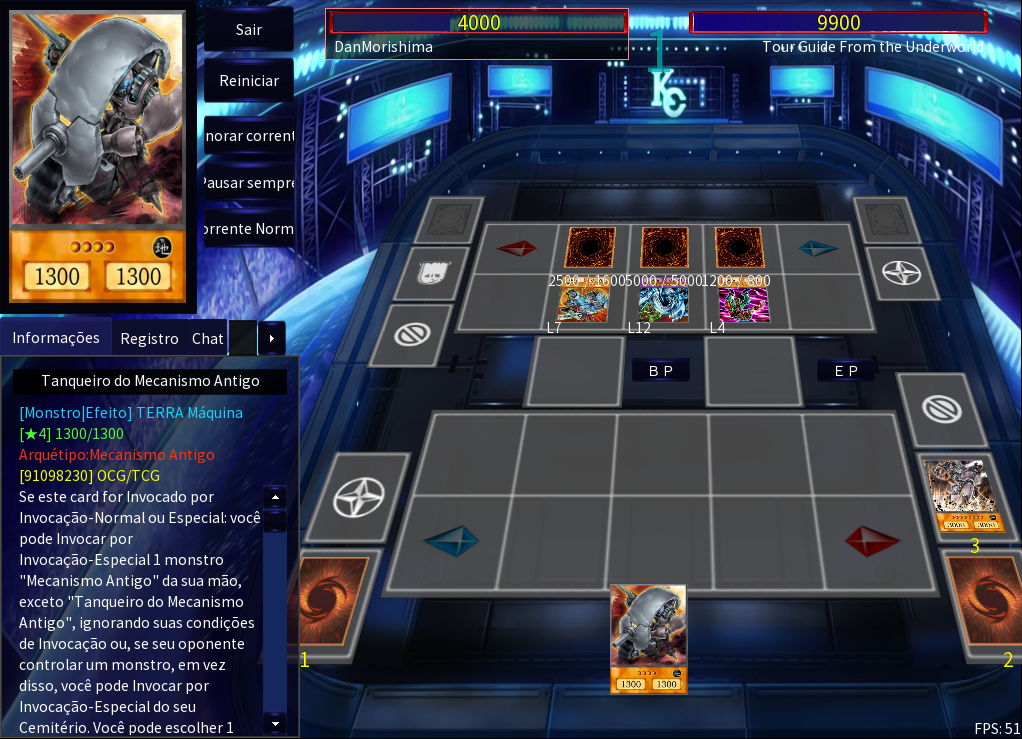 Sair
Reiniciar
norar corrent
Pausar sempre
orrente Norm
1300
1300
地
4000
9900
DanMorishima
Tour Guide From the Underworld
1
KC
2500 / 1600
5000 / 5000
1200 / 800
L7
L12
L4
B P
E P
Informações
Registro
Chat
Tanqueiro do Mecanismo Antigo
[Monstro|Efeito] TERRA Máquina
[★4] 1300/1300
Arquétipo:Mecanismo Antigo
[91098230] OCG/TCG
Se este card for Invocado por
Invocação-Normal ou Especial: você
pode Invocar por
Invocação-Especial 1 monstro
"Mecanismo Antigo" da sua mão,
exceto "Tanqueiro do Mecanismo
Antigo", ignorando suas condições
de Invocação ou, se seu oponente
controlar um monstro, em vez
disso, você pode Invocar por
Invocação-Especial do seu
Cemitério. Você pode escolher 1
3000
3000
3
1
2
1300
1300
FPS: 51